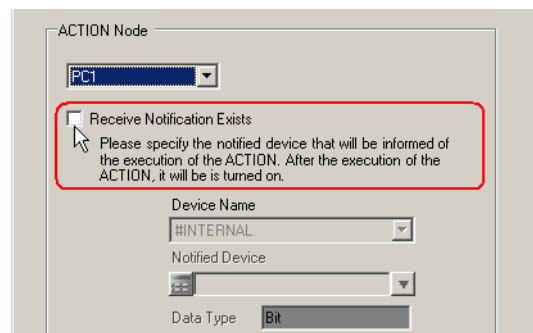 ACTION Node
PC1
Receive Notification Exists
Please specify the notified device that will be informed of
the execution of the ACTION. After the execution of the
ACTION, it will be is turned on.
Device Name
#INTERNAL
Notified Device
Data Type Bit